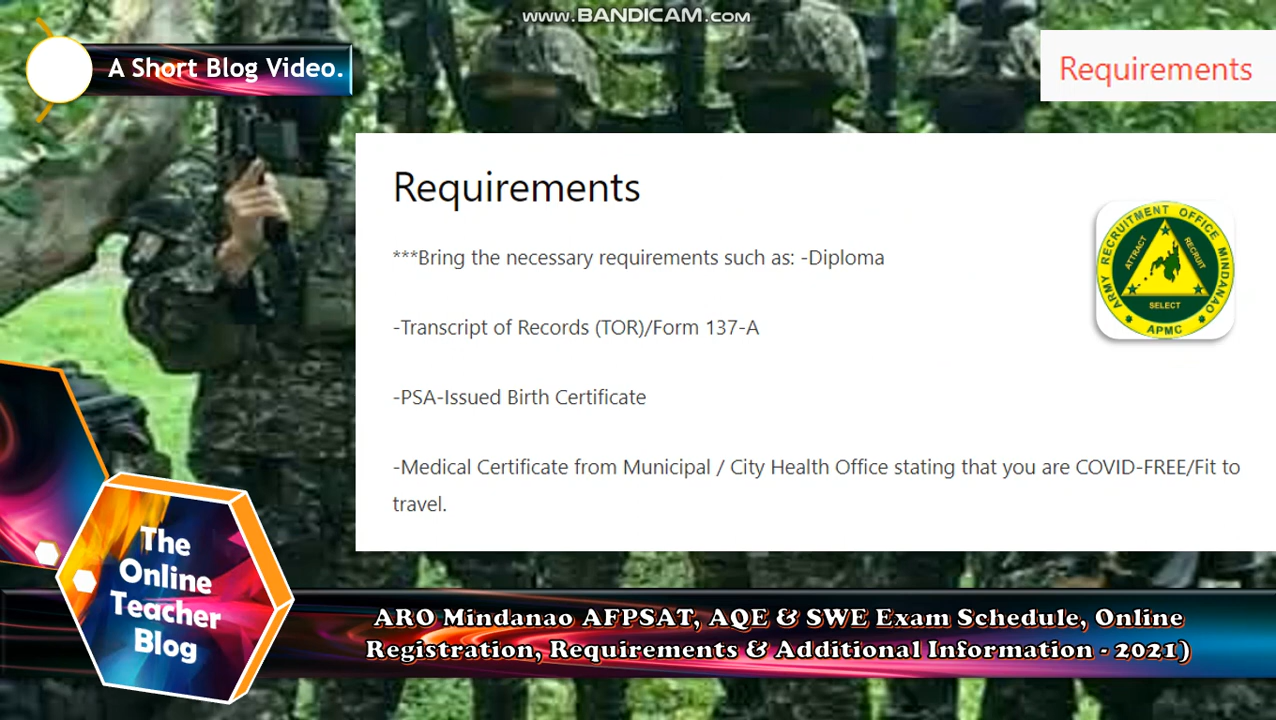 www.BANDICAM.com
A Short Blog Video.
Requirements
Requirements
***Bring the necessary requirements such as: -Diploma
-Transcript of Records (TOR)/Form 137-A
-PSA-Issued Birth Certificate
-Medical Certificate from Municipal / City Health Office stating that you are COVID-FREE/Fit to
travel.
ARMY RECRUITMENT OFFICE MINDANAO
ATTRACT
RECRUIT
SELECT
APMC
The
Online
Teacher
Blog
ARO Mindanao AFPSAT, AQE & SWE Exam Schedule, Online
Registration, Requirements & Additional Information - 2021)